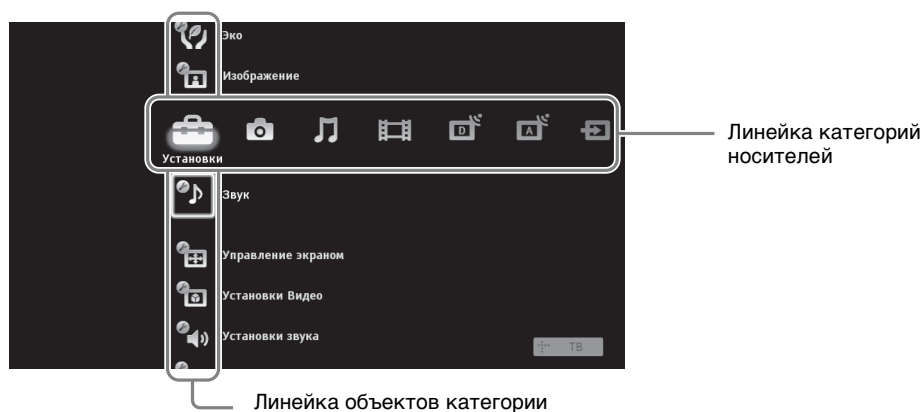 Эко
Изображение
D
A
Установки
Линейка категорий
носителей
Звук
Управление экраном
Установки Видео
Установки звука
ТВ
Линейка объектов категории